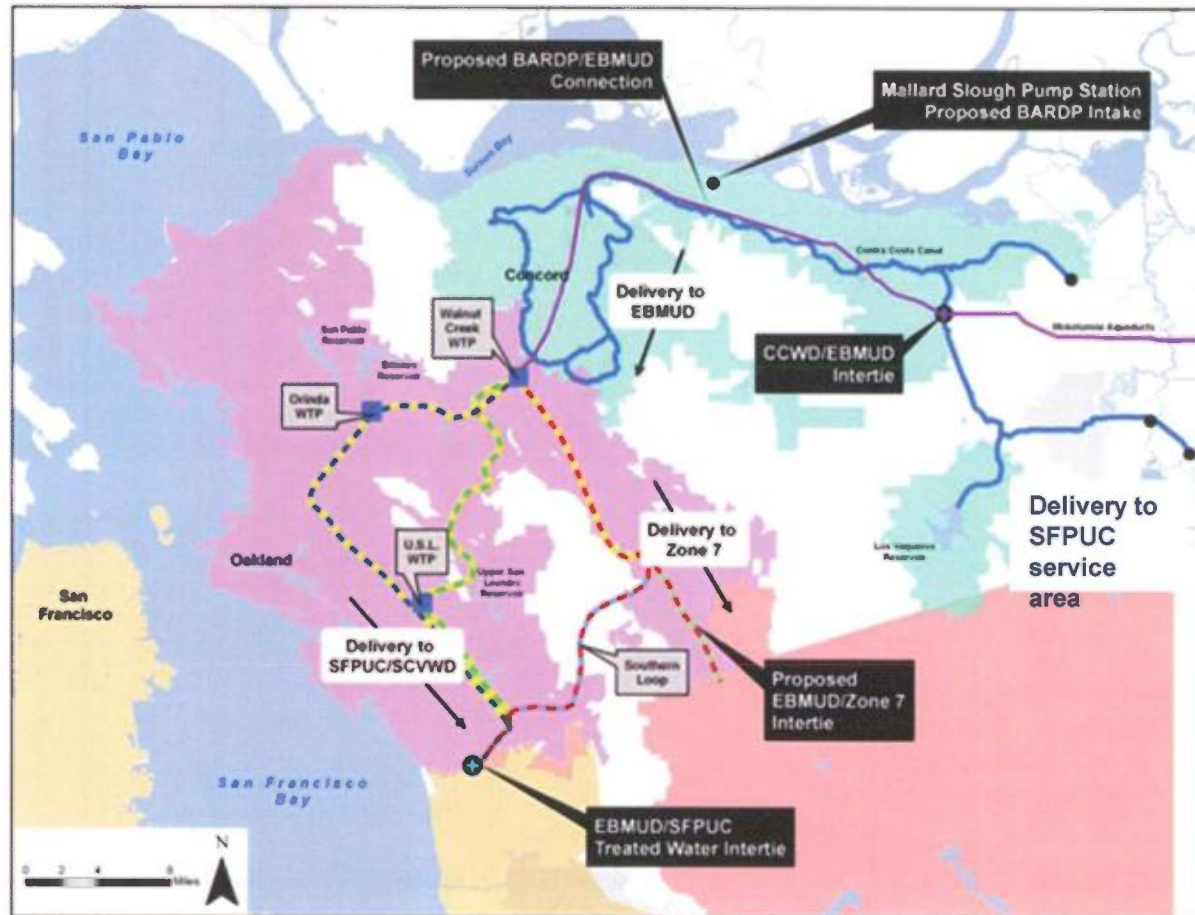 Proposed BARDP/EBMUD
Connection
Mallard Slough Pump Station
Proposed BARDP Intake
San Pablo
Bay
Suisun Bay
Contra Costa Canal
Concord
Delivery to
EBMUD
Walnut
Creek
WTP
San Pablo
Reservoir
Briones
Reservoir
Mokelumne Aqueducts
CCWD/EBMUD
Intertie
Orinda
WTP
Delivery to
SFPUC
service
area
Los Vaqueros
Reservoir
Delivery to
Zone 7
U.S.L.
WTP
Oakland
Upper San
Leandro
Reservoir
San
Francisco
Delivery to
SFPUC/SCVWD
Southern
Loop
Proposed
EBMUD/Zone 7
Intertie
San Francisco
Bay
EBMUD/SFPUC
Treated Water Intertie
N
0 2 4 8
Miles